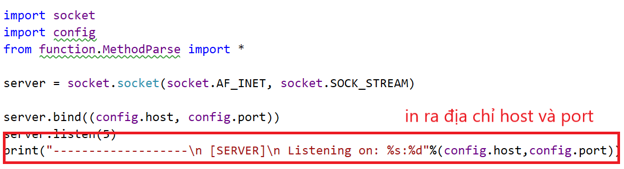 import socket
import config
from function.MethodParse import *
server = socket.socket(socket.AF_INET, socket.SOCK_STREAM)
server.bind((config.host, config.port))
in ra địa chỉ host và port
server.listen(5)
print("-------------------\n [SERVER]\n Listening on: %s:%d"%(config.host,config.port))